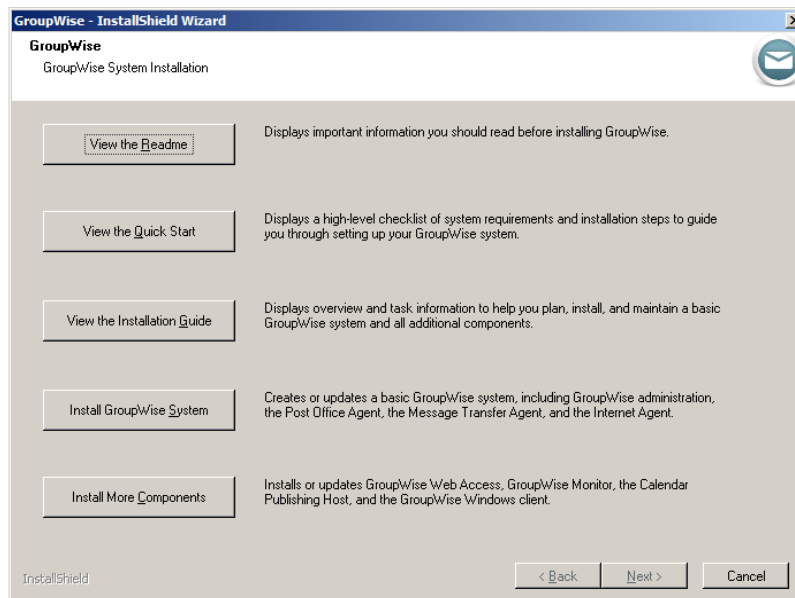 GroupWise - InstallShield Wizard
GroupWise
GroupWise System Installation
View the Readme
Displays important information you should read before installing GroupWise.
View the Quick Start
Displays a high-level checklist of system requirements and installation steps to guide
you through setting up your GroupWise system.
View the Installation Guide
Displays overview and task information to help you plan, install, and maintain a basic
GroupWise system and all additional components.
Install GroupWise System
Creates or updates a basic GroupWise system, including GroupWise administration,
the Post Office Agent, the Message Transfer Agent, and the Internet Agent.
Install More Components
Installs or updates GroupWise Web Access, GroupWise Monitor, the Calendar
Publishing Host, and the GroupWise Windows client.
InstallShield
< Back
Next >
Cancel